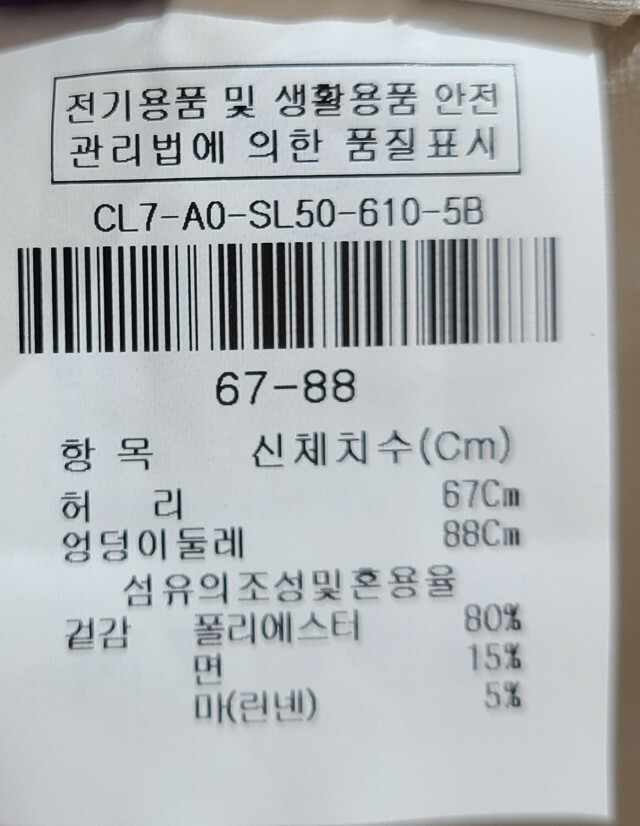 전기용품 및 생활용품 안전
관리법에 의한 품질표시
CL7-A0-SL50-610-5B
67-88
항 목 신체치수(Cm)
허 리 67Cm
엉덩이둘레 88Cm
섬유의조성및혼용율
겉감 폴리에스터 80%
면 15%
마(린넨) 5%